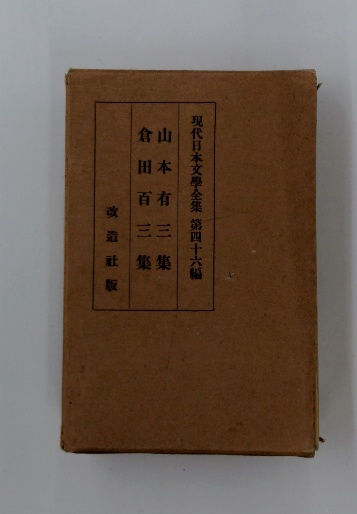 現代日本文學全集 第四十六編
山本有三集
倉田百三集
改造社版